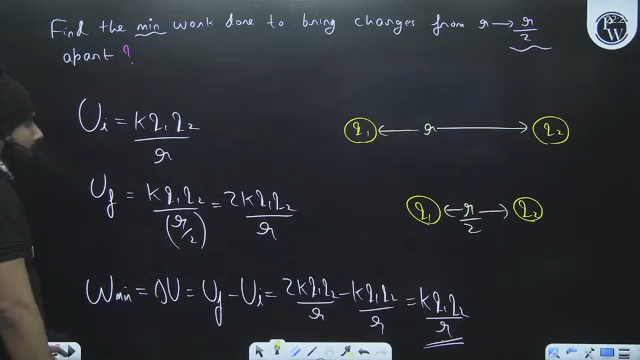 Find the min work done to bring charges from r → r/2
apart ?
PW
Ui = kq1q2/r
q1 ← r → q2
Uf = kq1q2/(r/2) = 2kq1q2/r
q1 ← r/2 → q2
Wmin = ΔU = Uf - Ui = 2kq1q2/r - kq1q2/r = kq1q2/r